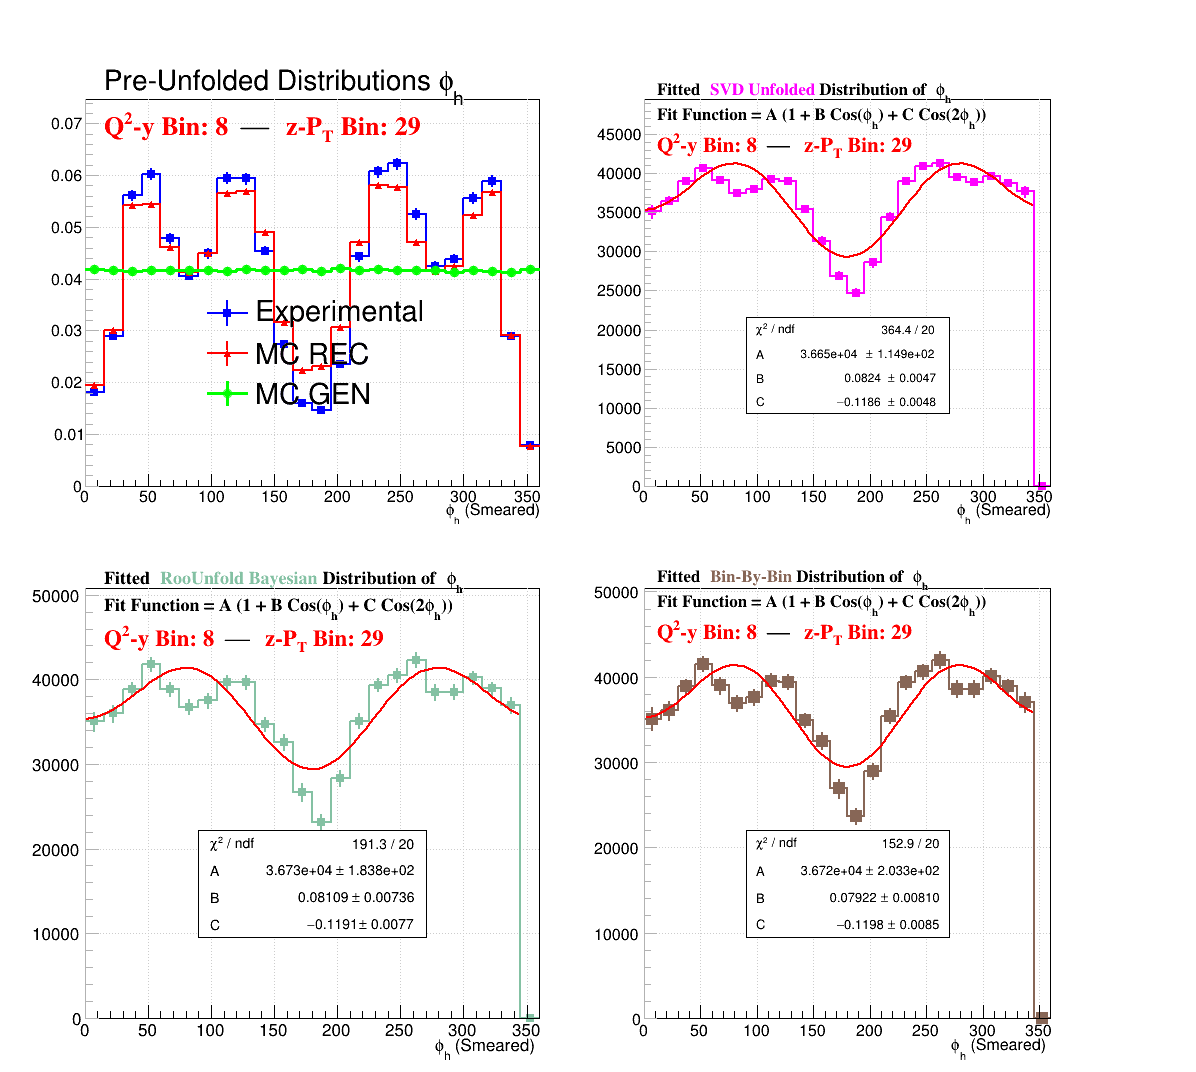 Pre-Unfolded Distributions ϕh
Q2-y Bin: 8 — z-PT Bin: 29
0.07
0.06
0.05
0.04
0.03
0.02
0.01
0
Experimental
MC REC
MC GEN
0 50 100 150 200 250 300 350
ϕh (Smeared)
Fitted SVD Unfolded Distribution of ϕh
Fit Function = A (1 + B Cos(ϕh) + C Cos(2ϕh))
Q2-y Bin: 8 — z-PT Bin: 29
45000
40000
35000
30000
25000
20000
15000
10000
5000
0
χ2 / ndf 364.4 / 20
A 3.665e+04 ± 1.149e+02
B 0.0824 ± 0.0047
C −0.1186 ± 0.0048
0 50 100 150 200 250 300 350
ϕh (Smeared)
Fitted RooUnfold Bayesian Distribution of ϕh
Fit Function = A (1 + B Cos(ϕh) + C Cos(2ϕh))
Q2-y Bin: 8 — z-PT Bin: 29
50000
40000
30000
20000
10000
0
χ2 / ndf 191.3 / 20
A 3.673e+04 ± 1.838e+02
B 0.08109 ± 0.00736
C −0.1191 ± 0.0077
0 50 100 150 200 250 300 350
ϕh (Smeared)
Fitted Bin-By-Bin Distribution of ϕh
Fit Function = A (1 + B Cos(ϕh) + C Cos(2ϕh))
Q2-y Bin: 8 — z-PT Bin: 29
50000
40000
30000
20000
10000
0
χ2 / ndf 152.9 / 20
A 3.672e+04 ± 2.033e+02
B 0.07922 ± 0.00810
C −0.1198 ± 0.0085
0 50 100 150 200 250 300 350
ϕh (Smeared)